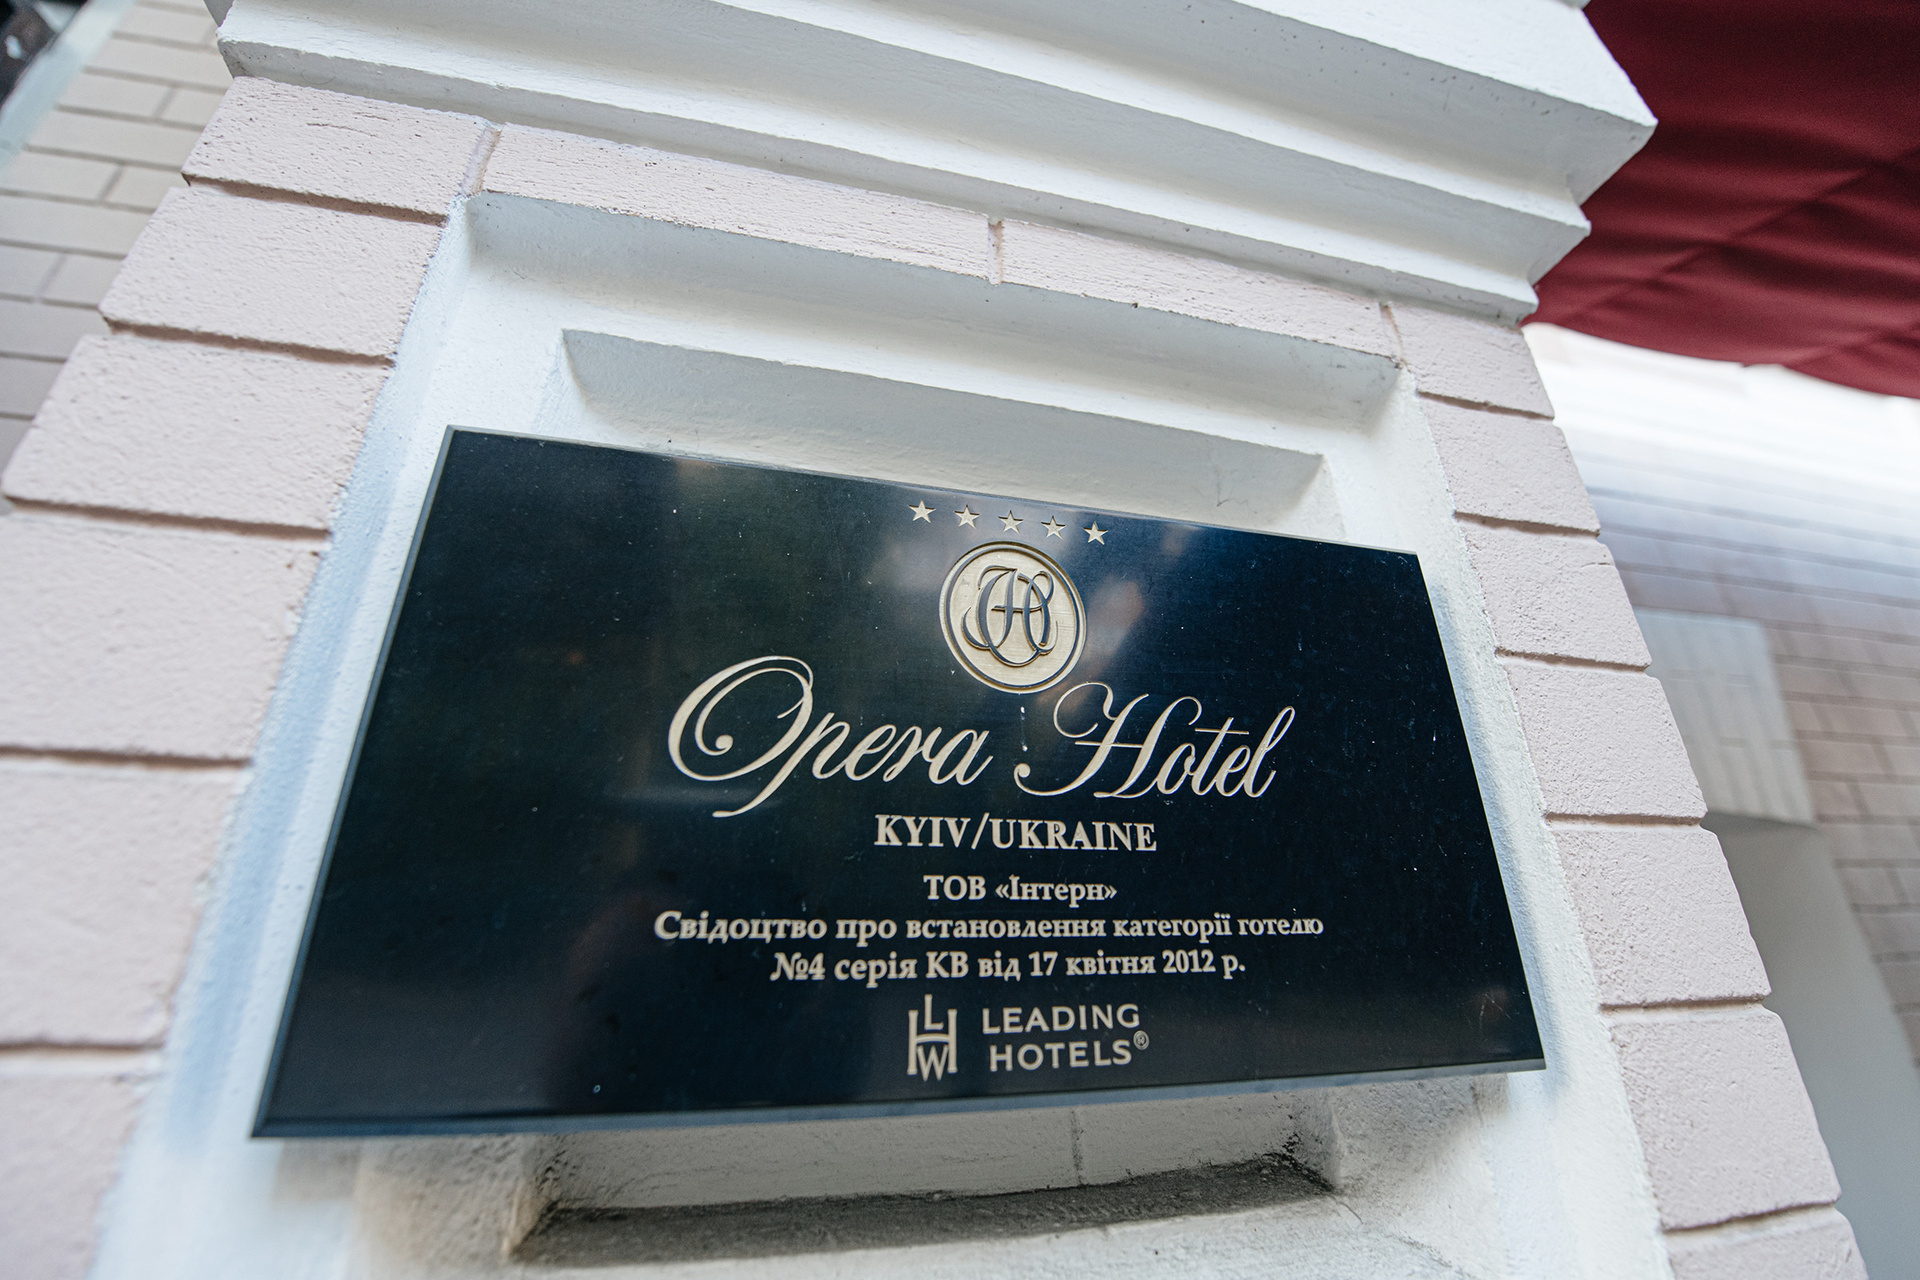 Opera Hotel
KYIV/UKRAINE
ТОВ «Інтерн»
Свідоцтво про встановлення категорії готелю
№4 серія КВ від 17 квітня 2012 р.
LHW LEADING
HOTELS®